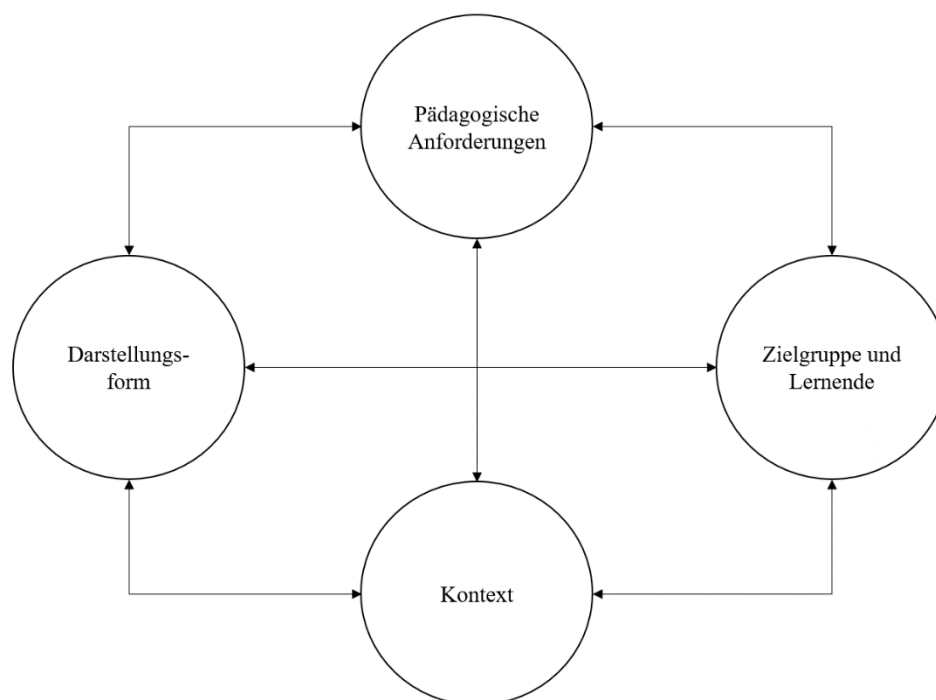 Pädagogische
Anforderungen
Darstellungs-
form
Zielgruppe und
Lernende
Kontext